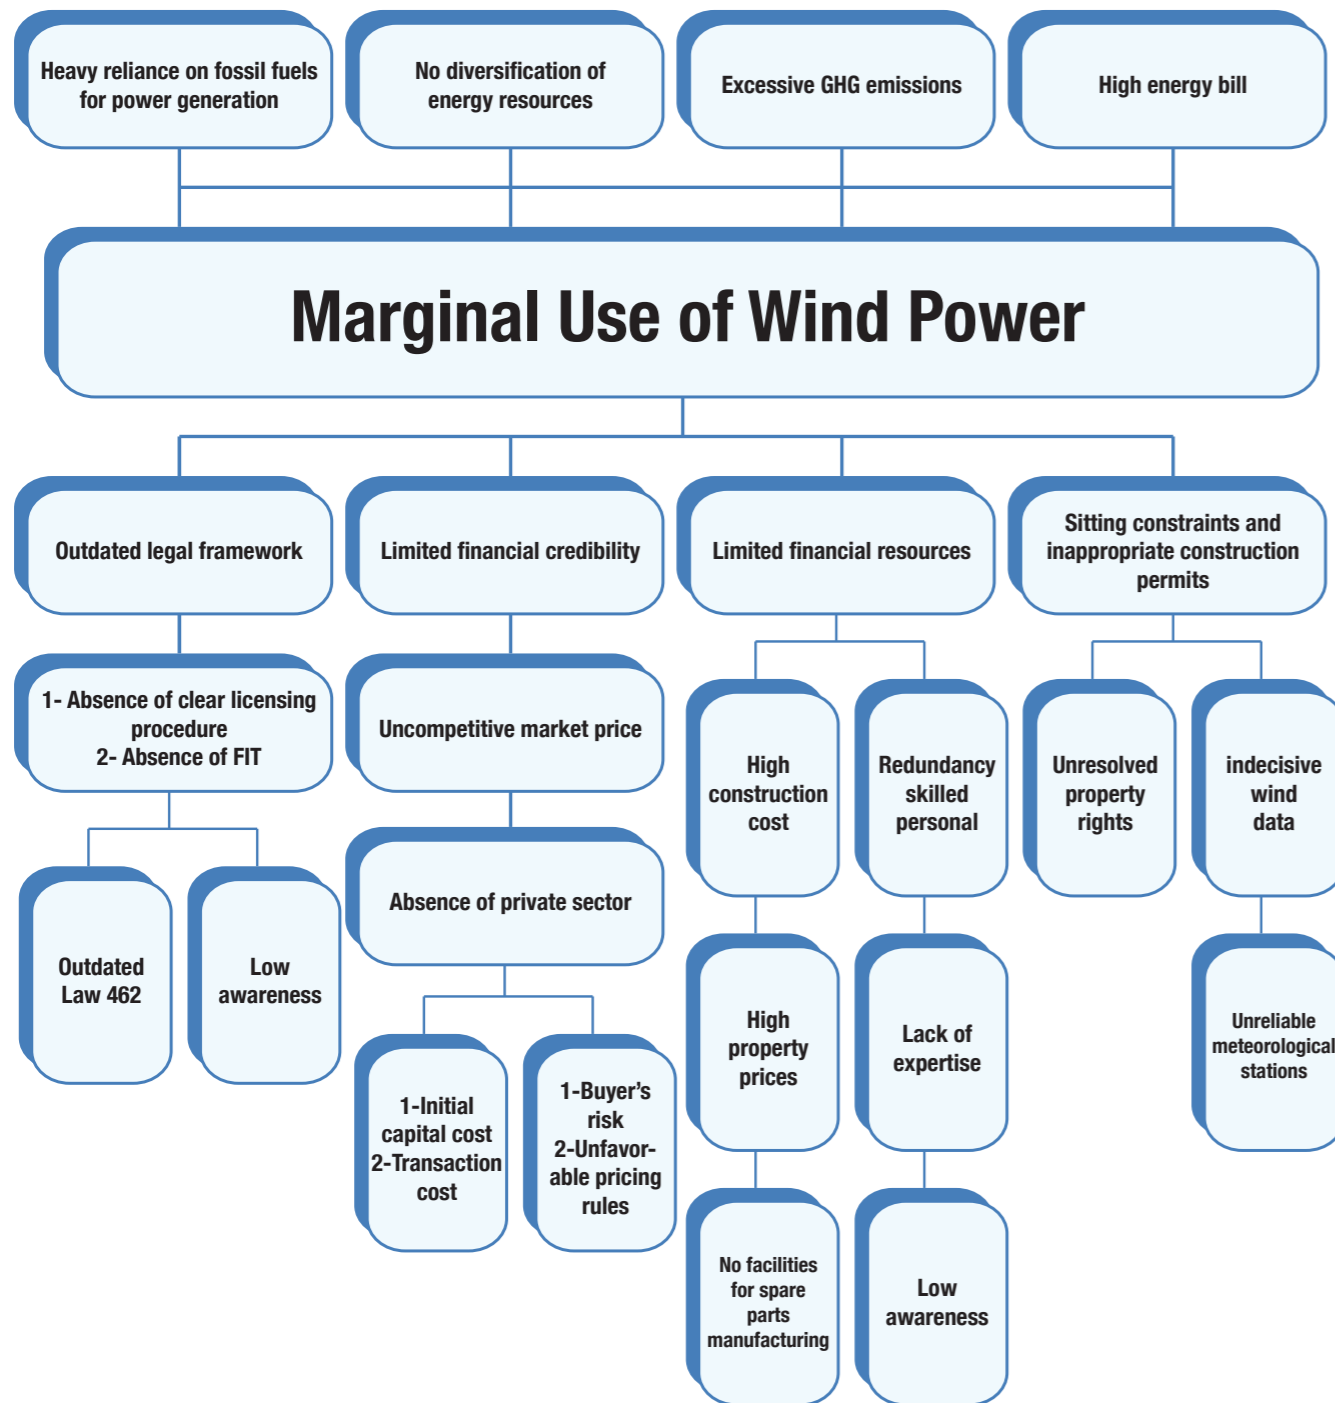 Heavy reliance on fossil fuels
for power generation
No diversification of
energy resources
Excessive GHG emissions
High energy bill
Marginal Use of Wind Power
Outdated legal framework
Limited financial credibility
Limited financial resources
Sitting constraints and
inappropriate construction
permits
1- Absence of clear licensing
procedure
2- Absence of FIT
Uncompetitive market price
High
construction
cost
Redundancy
skilled
personal
Unresolved
property
rights
indecisive
wind
data
Outdated
Law 462
Low
awareness
Absence of private sector
High
property
prices
Lack of
expertise
Unreliable
meteorological
stations
1-Initial
capital cost
2-Transaction
cost
1-Buyer's
risk
2-Unfavor-
able pricing
rules
No facilities
for spare
parts
manufacturing
Low
awareness